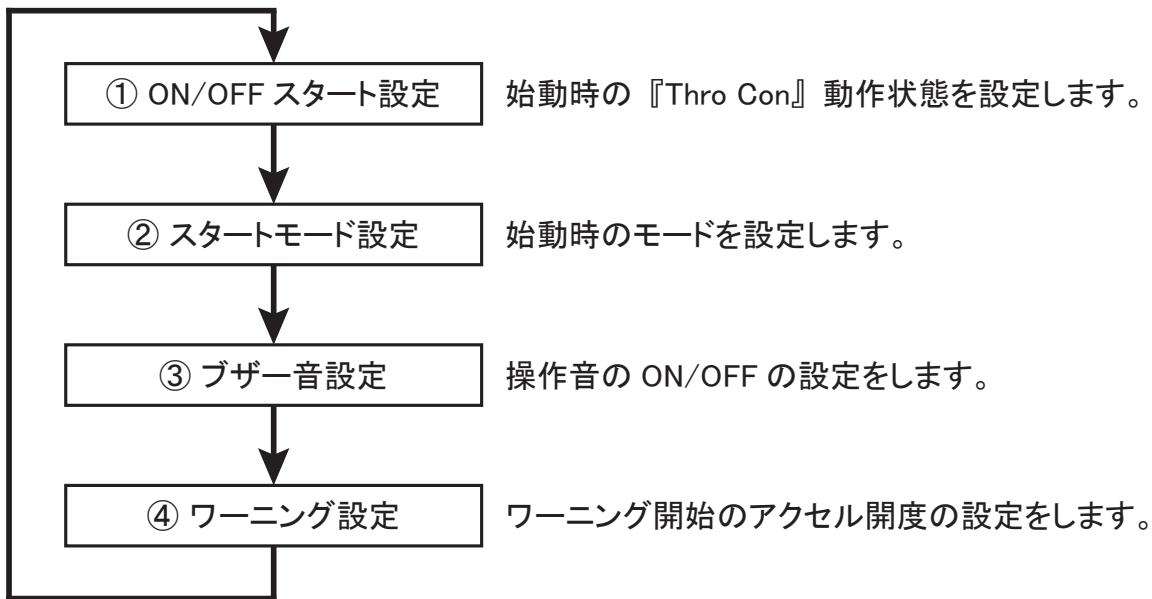 ① ON/OFF スタート設定　始動時の『Thro Con』動作状態を設定します。
② スタートモード設定　始動時のモードを設定します。
③ ブザー音設定　操作音の ON/OFF の設定をします。
④ ワーニング設定　ワーニング開始のアクセル開度の設定をします。